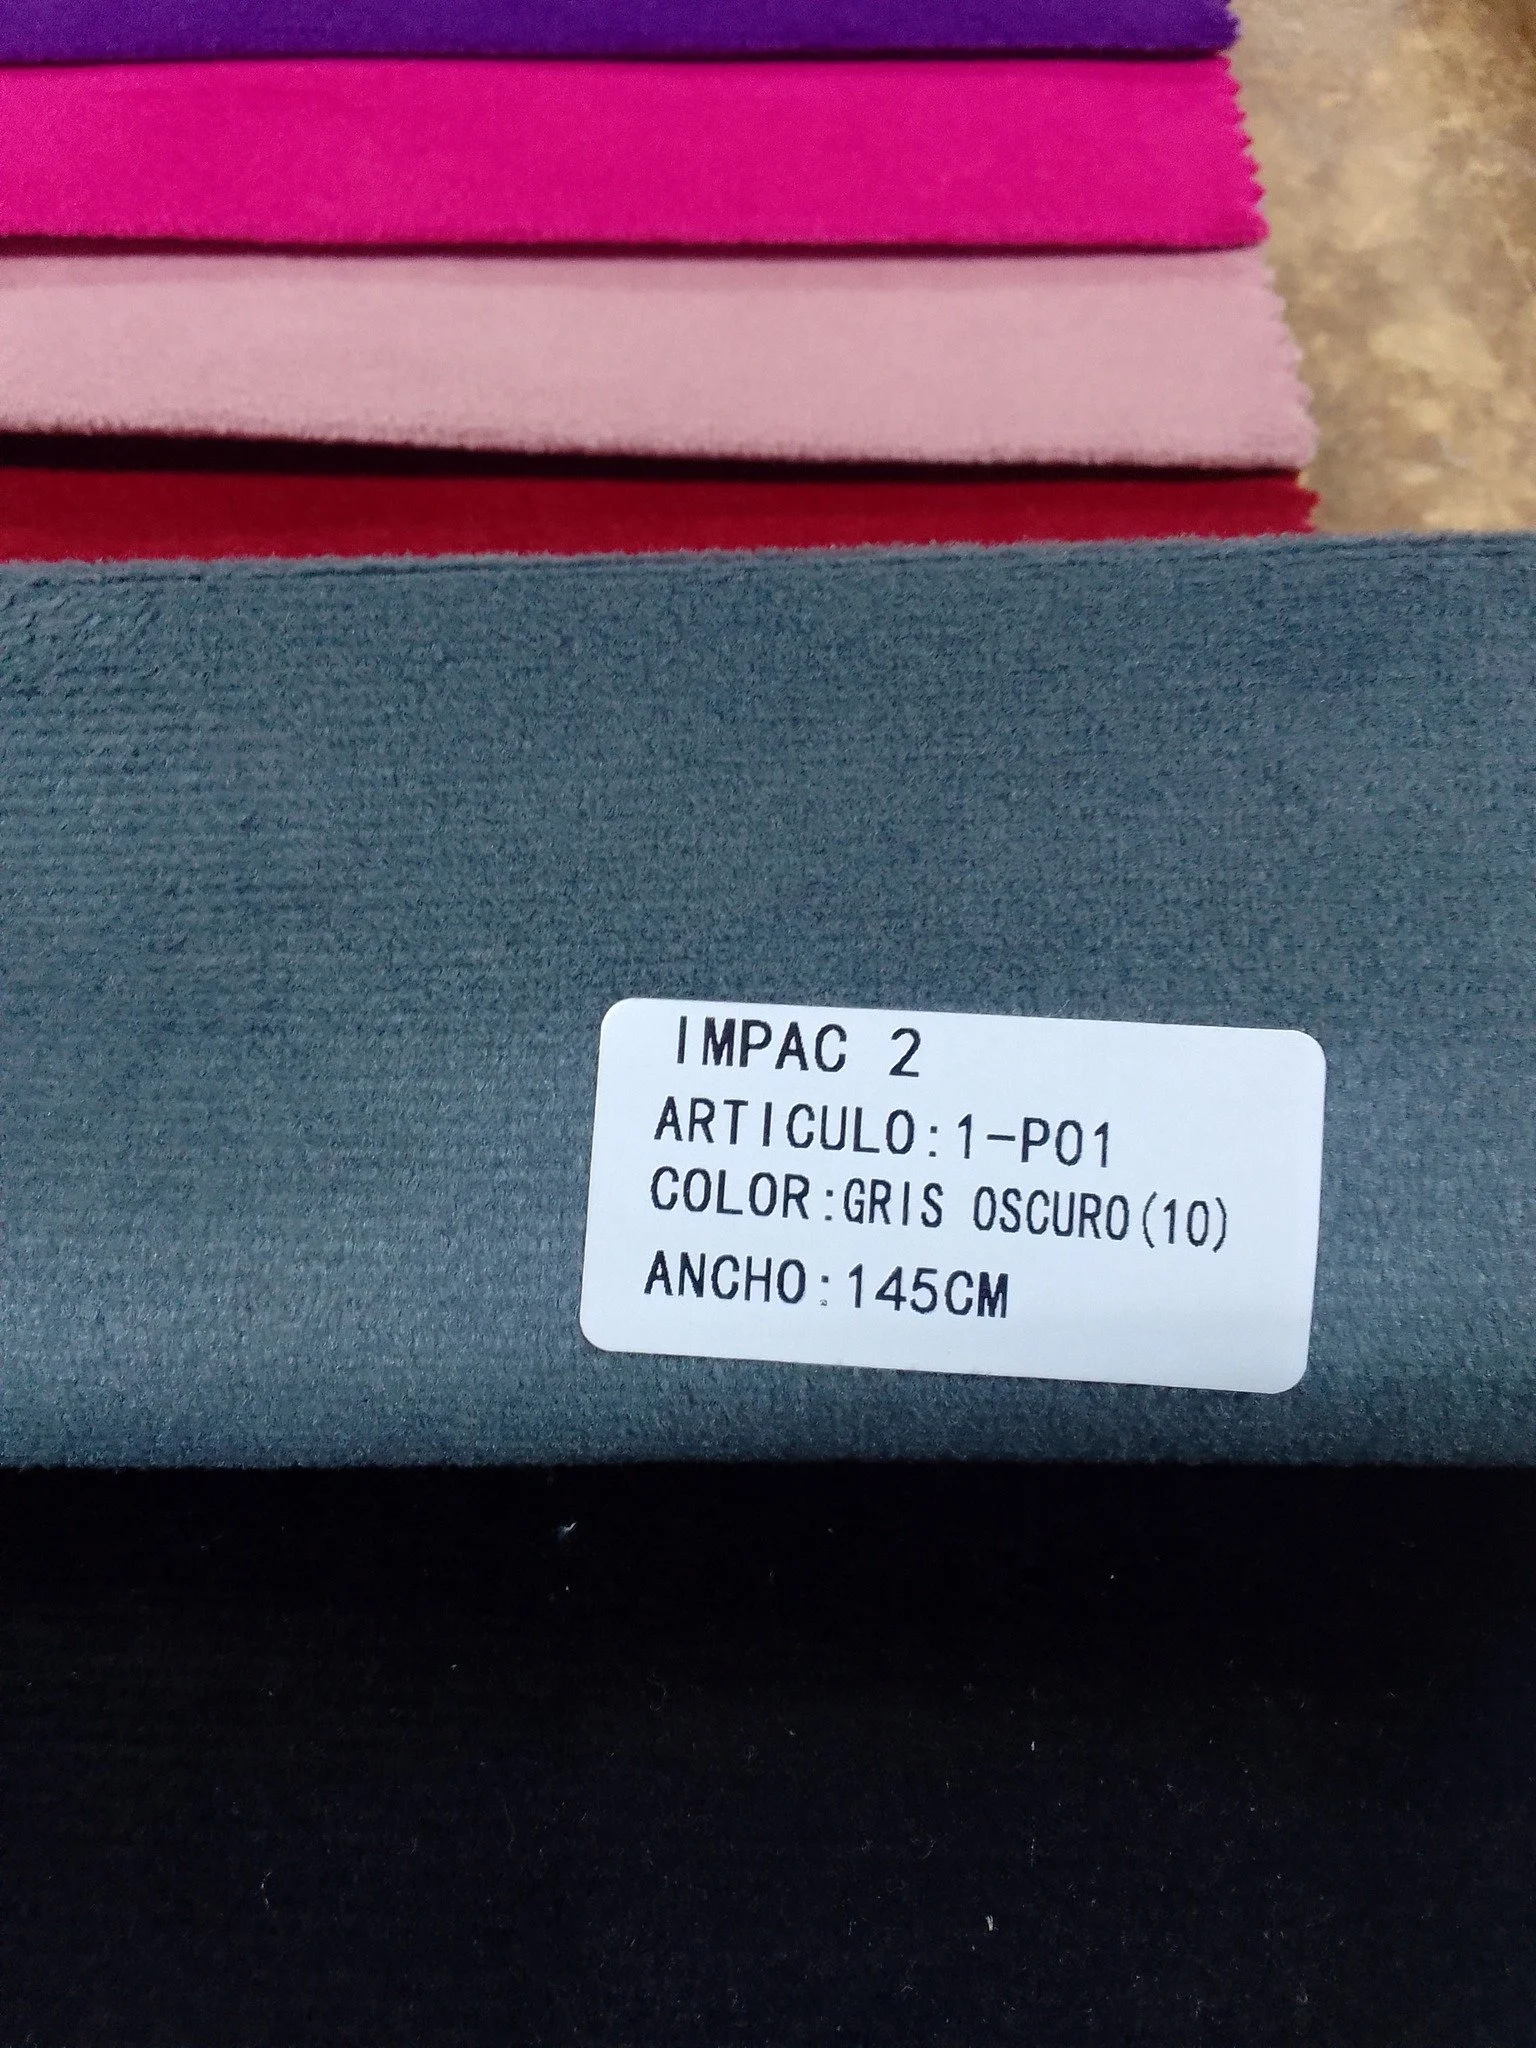 IMPAC 2
ARTICULO:1-P01
COLOR:GRIS OSCURO(10)
ANCHO:145CM